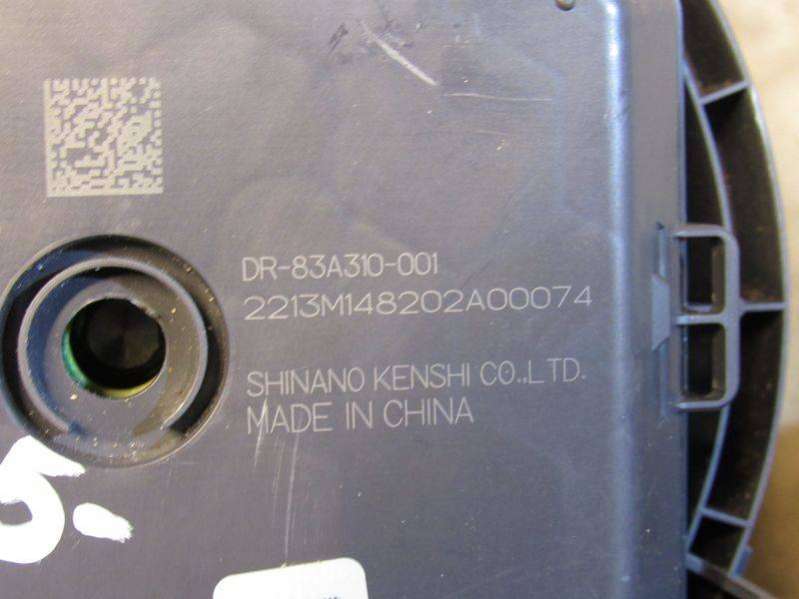 DR-83A310-001
2213M148202A00074
SHINANO KENSHI CO.,LTD.
MADE IN CHINA
5.